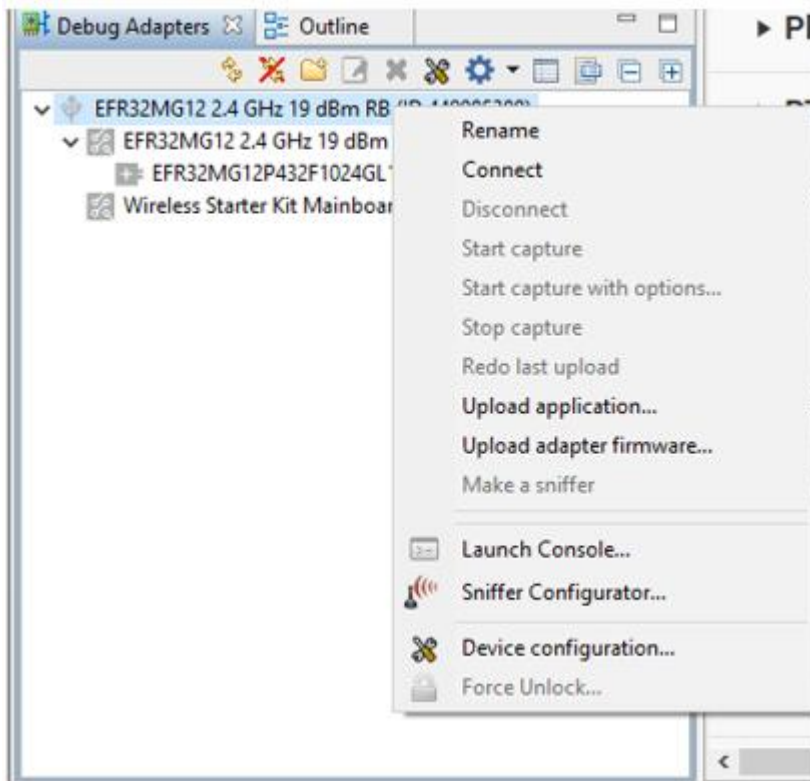 Debug Adapters
Outline
EFR32MG12 2.4 GHz 19 dBm RB
EFR32MG12 2.4 GHz 19 dBm
EFR32MG12P432F1024GL
Wireless Starter Kit Mainboar
Rename
Connect
Disconnect
Start capture
Start capture with options...
Stop capture
Redo last upload
Upload application...
Upload adapter firmware...
Make a sniffer
Launch Console...
Sniffer Configurator...
Device configuration...
Force Unlock...